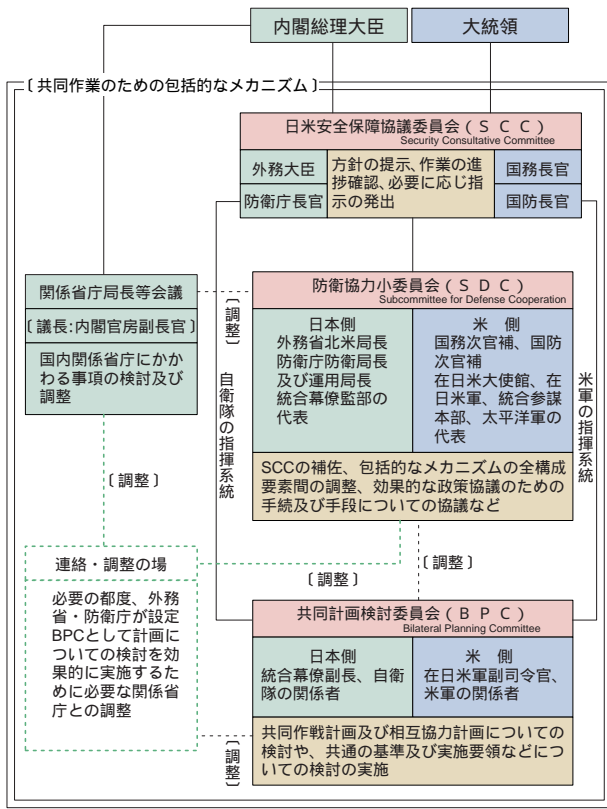 内閣総理大臣
大統領
〔共同作業のための包括的なメカニズム〕
日米安全保障協議委員会(SCC)
Security Consultative Committee
外務大臣
防衛庁長官
方針の提示、作業の進
捗確認、必要に応じ指
示の発出
国務長官
国防長官
関係省庁局長等会議
〔議長:内閣官房副長官〕
国内関係省庁にかか
わる事項の検討及び
調整
〔調整〕
自衛隊の指揮系統
防衛協力小委員会(SDC)
Subcommittee for Defense Cooperation
日本側
外務省北米局長
防衛庁防衛局長
及び運用局長
統合幕僚監部の
代表
米 側
国務次官補、国防
次官補
在日米大使館、在
日米軍、統合参謀
本部、太平洋軍の
代表
SCCの補佐、包括的なメカニズムの全構成
要素間の調整、効果的な政策協議のための
手続及び手段についての協議など
米軍の指揮系統
〔調整〕
〔調整〕
〔調整〕
連絡・調整の場
必要の都度、外務
省・防衛庁が設定
BPCとして計画に
ついての検討を効
果的に実施するた
めに必要な関係省
庁との調整
共同計画検討委員会(BPC)
Bilateral Planning Committee
日本側
統合幕僚副長、自衛
隊の関係者
米 側
在日米軍副司令官、
米軍の関係者
共同作戦計画及び相互協力計画についての
検討や、共通の基準及び実施要領などにつ
いての検討の実施
〔調整〕